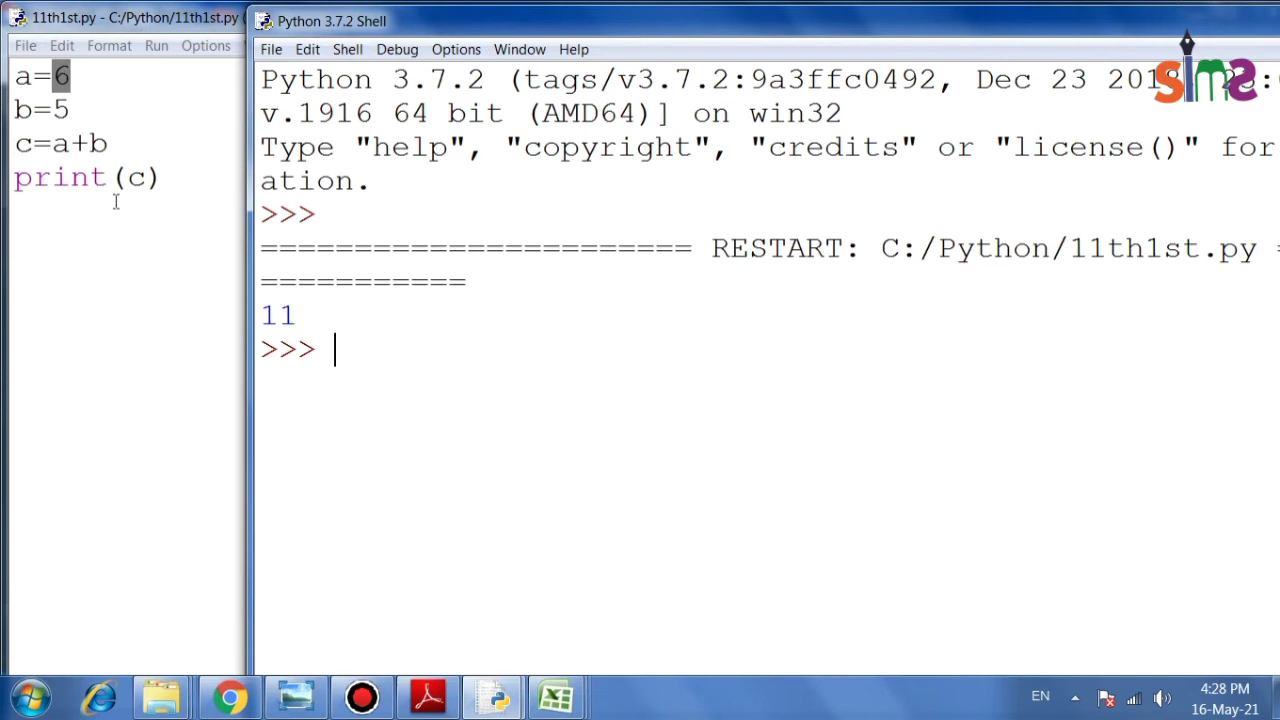 11th1st.py - C:/Python/11th1st.py (
File Edit Format Run Options
a=6
b=5
c=a+b
print(c)
Python 3.7.2 Shell
File Edit Shell Debug Options Window Help
Python 3.7.2 (tags/v3.7.2:9a3ffc0492, Dec 23
v.1916 64 bit (AMD64)] on win32
Type "help", "copyright", "credits" or "license()" for
ation.
>>>
======================= RESTART: C:/Python/11th1st.py =
===========
11
>>>
sims
EN
4:28 PM
16-May-21